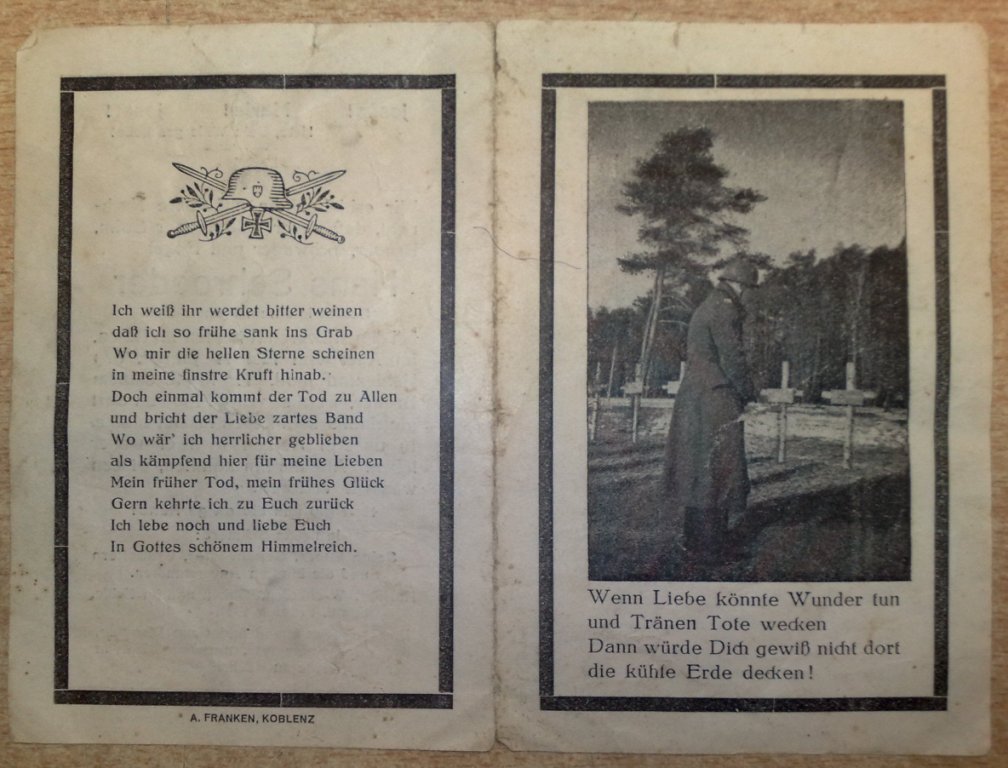 Ich weiß ihr werdet bitter weinen
daß ich so frühe sank ins Grab
Wo mir die hellen Sterne scheinen
in meine finstre Kruft hinab.
Doch einmal kommt der Tod zu Allen
und bricht der Liebe zartes Band
Wo wär' ich herrlicher geblieben
als kämpfend hier für meine Lieben
Mein früher Tod, mein frühes Glück
Gern kehrte ich zu Euch zurück
Ich lebe noch und liebe Euch
In Gottes schönem Himmelreich.
A. FRANKEN, KOBLENZ
Wenn Liebe könnte Wunder tun
und Tränen Tote wecken
Dann würde Dich gewiß nicht dort
die kühle Erde decken!